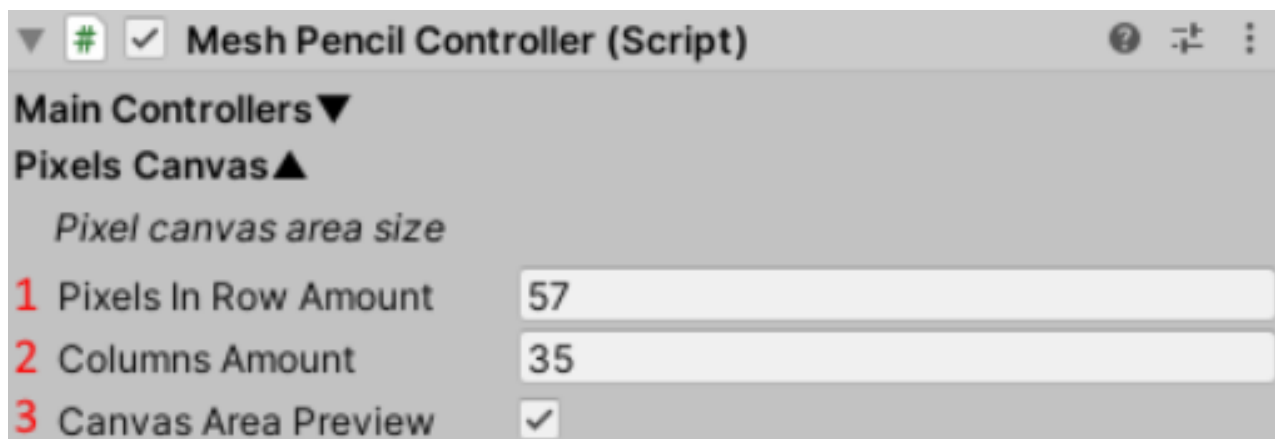 # Mesh Pencil Controller (Script)
Main Controllers▼
Pixels Canvas▲
Pixel canvas area size
1 Pixels In Row Amount 57
2 Columns Amount 35
3 Canvas Area Preview